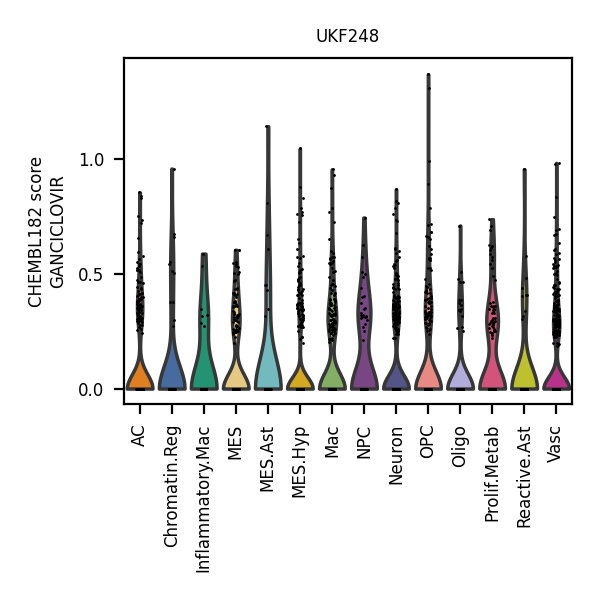 UKF248
CHEMBL182 score
GANCICLOVIR
1.0
0.5
0.0
AC
Chromatin.Reg
Inflammatory.Mac
MES
MES.Ast
MES.Hyp
Mac
NPC
Neuron
OPC
Oligo
Prolif.Metab
Reactive.Ast
Vasc